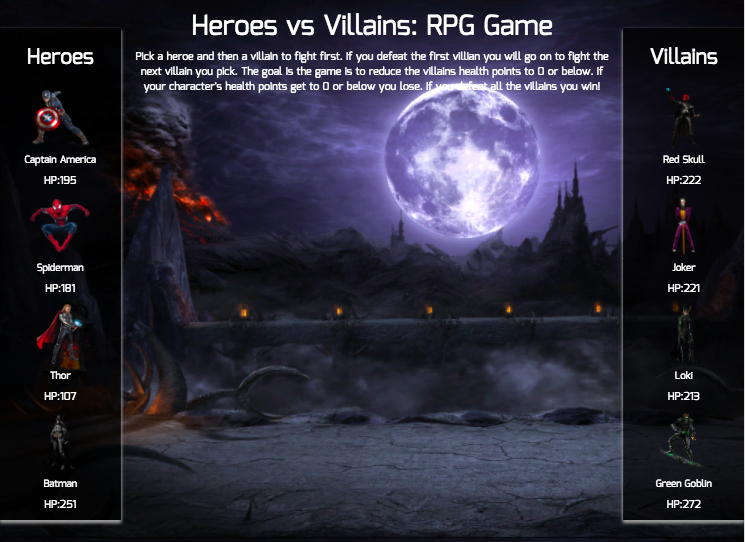 Heroes vs Villains: RPG Game
Pick a heroe and then a villain to fight first. If you defeat the first villian you will go on to fight the
next villain you pick. The goal is the game is to reduce the villains health points to 0 or below. If
your character's health points get to 0 or below you lose. If you defeat all the villains you win!
Heroes
Captain America
HP:195
Spiderman
HP:181
Thor
HP:107
Batman
HP:251
Villains
Red Skull
HP:222
Joker
HP:221
Loki
HP:213
Green Goblin
HP:272